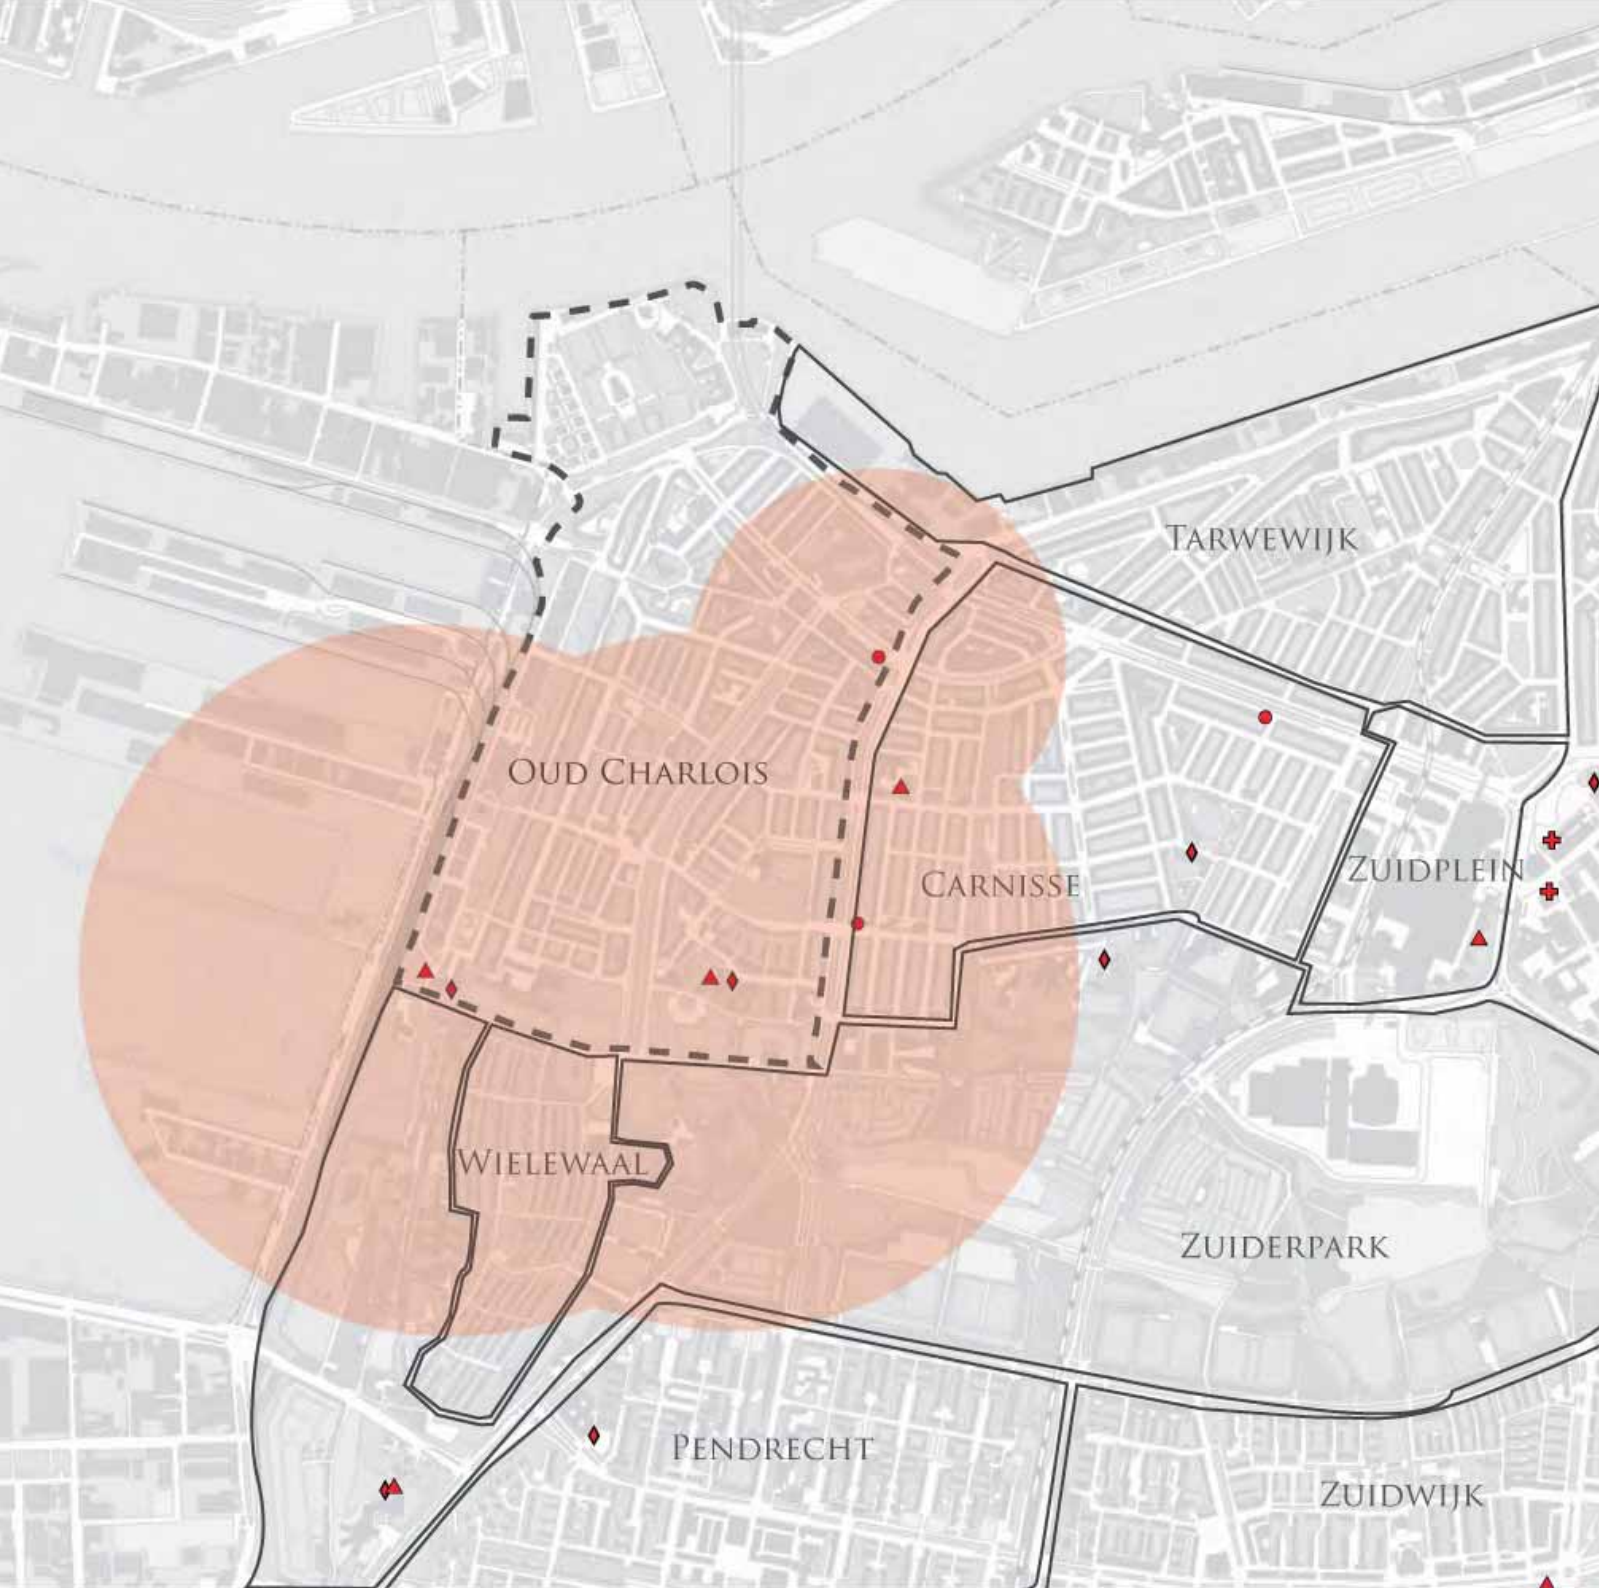 Tarwewijk
Oud Charlois
Zuidplein
Carnisse
Wielewaal
Zuiderpark
Pendrecht
Zuidwijk